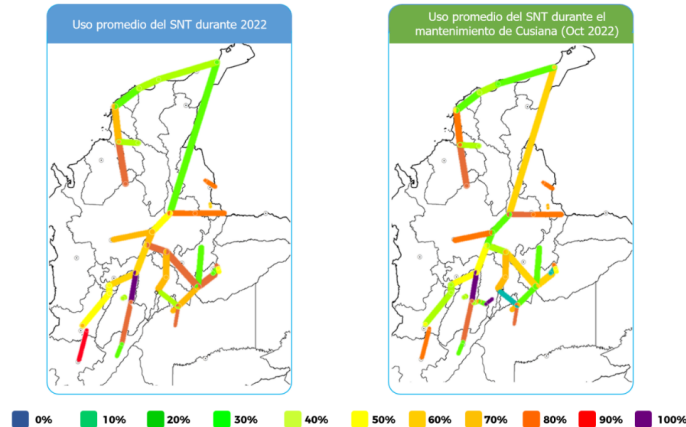 Uso promedio del SNT durante 2022
Uso promedio del SNT durante el
mantenimiento de Cusiana (Oct 2022)
0% 10% 20% 30% 40% 50% 60% 70% 80% 90% 100%